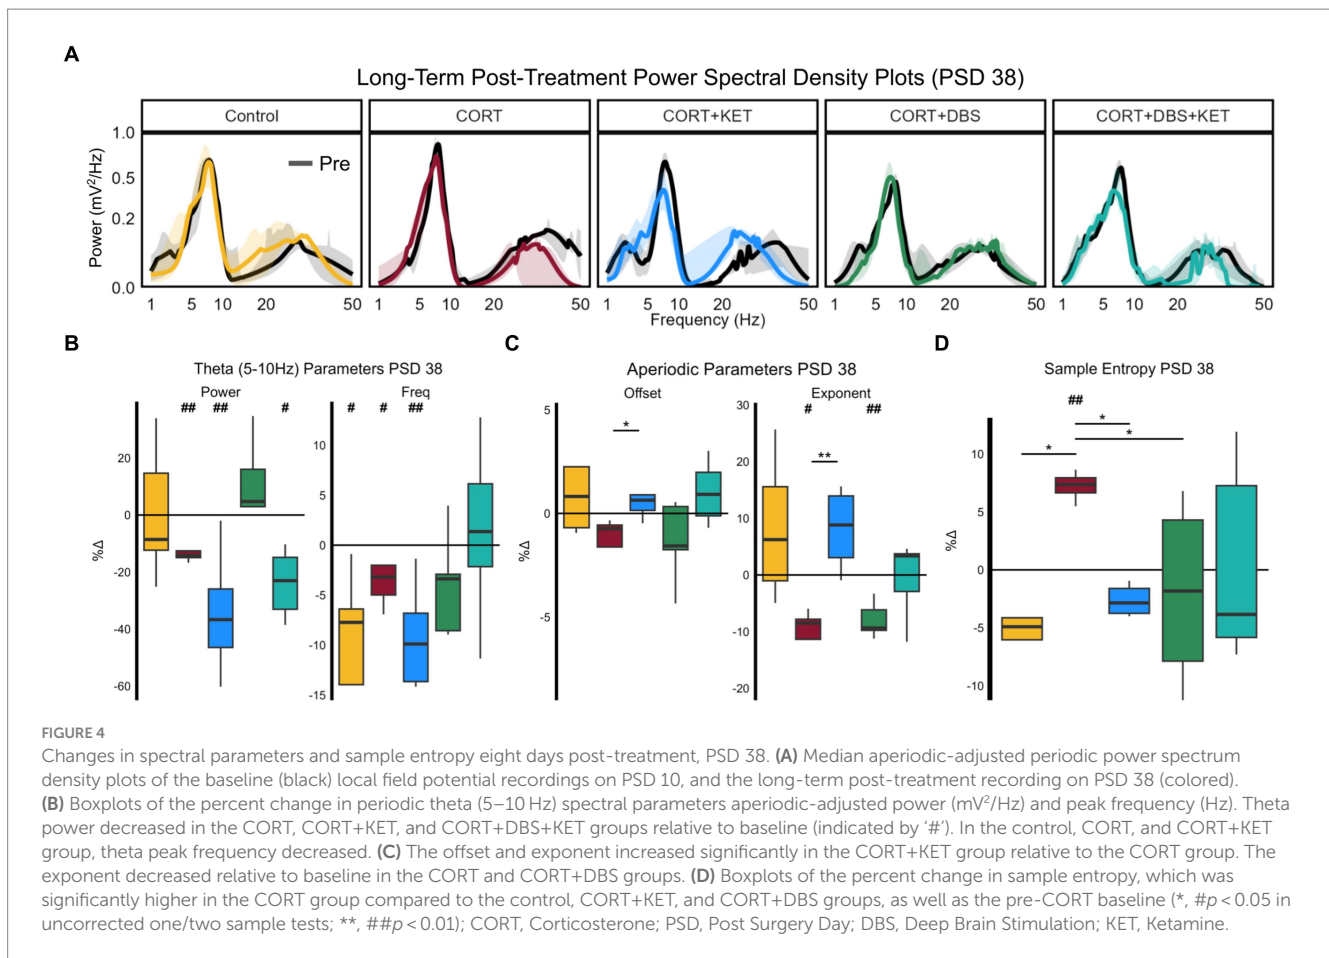 A
Long-Term Post-Treatment Power Spectral Density Plots (PSD 38)
Control CORT CORT+KET CORT+DBS CORT+DBS+KET
Power (mV²/Hz)
1.0
0.5
0.2
0.0
Pre
1 5 10 20 50 1 5 10 20 50 1 5 10 20 50 1 5 10 20 50 1 5 10 20 50
Frequency (Hz)
B
Theta (5-10Hz) Parameters PSD 38
Power
## ## #
%Δ
20
0
-20
-40
-60
Freq
# # ##
10
5
0
-5
-10
-15
C
Aperiodic Parameters PSD 38
Offset
%Δ
5
0
-5
*
Exponent
# ##
30
20
10
0
-10
-20
**
D
Sample Entropy PSD 38
##
* * *
%Δ
10
5
0
-5
-10
FIGURE 4
Changes in spectral parameters and sample entropy eight days post-treatment, PSD 38. (A) Median aperiodic-adjusted periodic power spectrum
density plots of the baseline (black) local field potential recordings on PSD 10, and the long-term post-treatment recording on PSD 38 (colored).
(B) Boxplots of the percent change in periodic theta (5–10 Hz) spectral parameters aperiodic-adjusted power (mV²/Hz) and peak frequency (Hz). Theta
power decreased in the CORT, CORT+KET, and CORT+DBS+KET groups relative to baseline (indicated by ‘#’). In the control, CORT, and CORT+KET
group, theta peak frequency decreased. (C) The offset and exponent increased significantly in the CORT+KET group relative to the CORT group. The
exponent decreased relative to baseline in the CORT and CORT+DBS groups. (D) Boxplots of the percent change in sample entropy, which was
significantly higher in the CORT group compared to the control, CORT+KET, and CORT+DBS groups, as well as the pre-CORT baseline (*, #p < 0.05 in
uncorrected one/two sample tests; **, ##p < 0.01); CORT, Corticosterone; PSD, Post Surgery Day; DBS, Deep Brain Stimulation; KET, Ketamine.